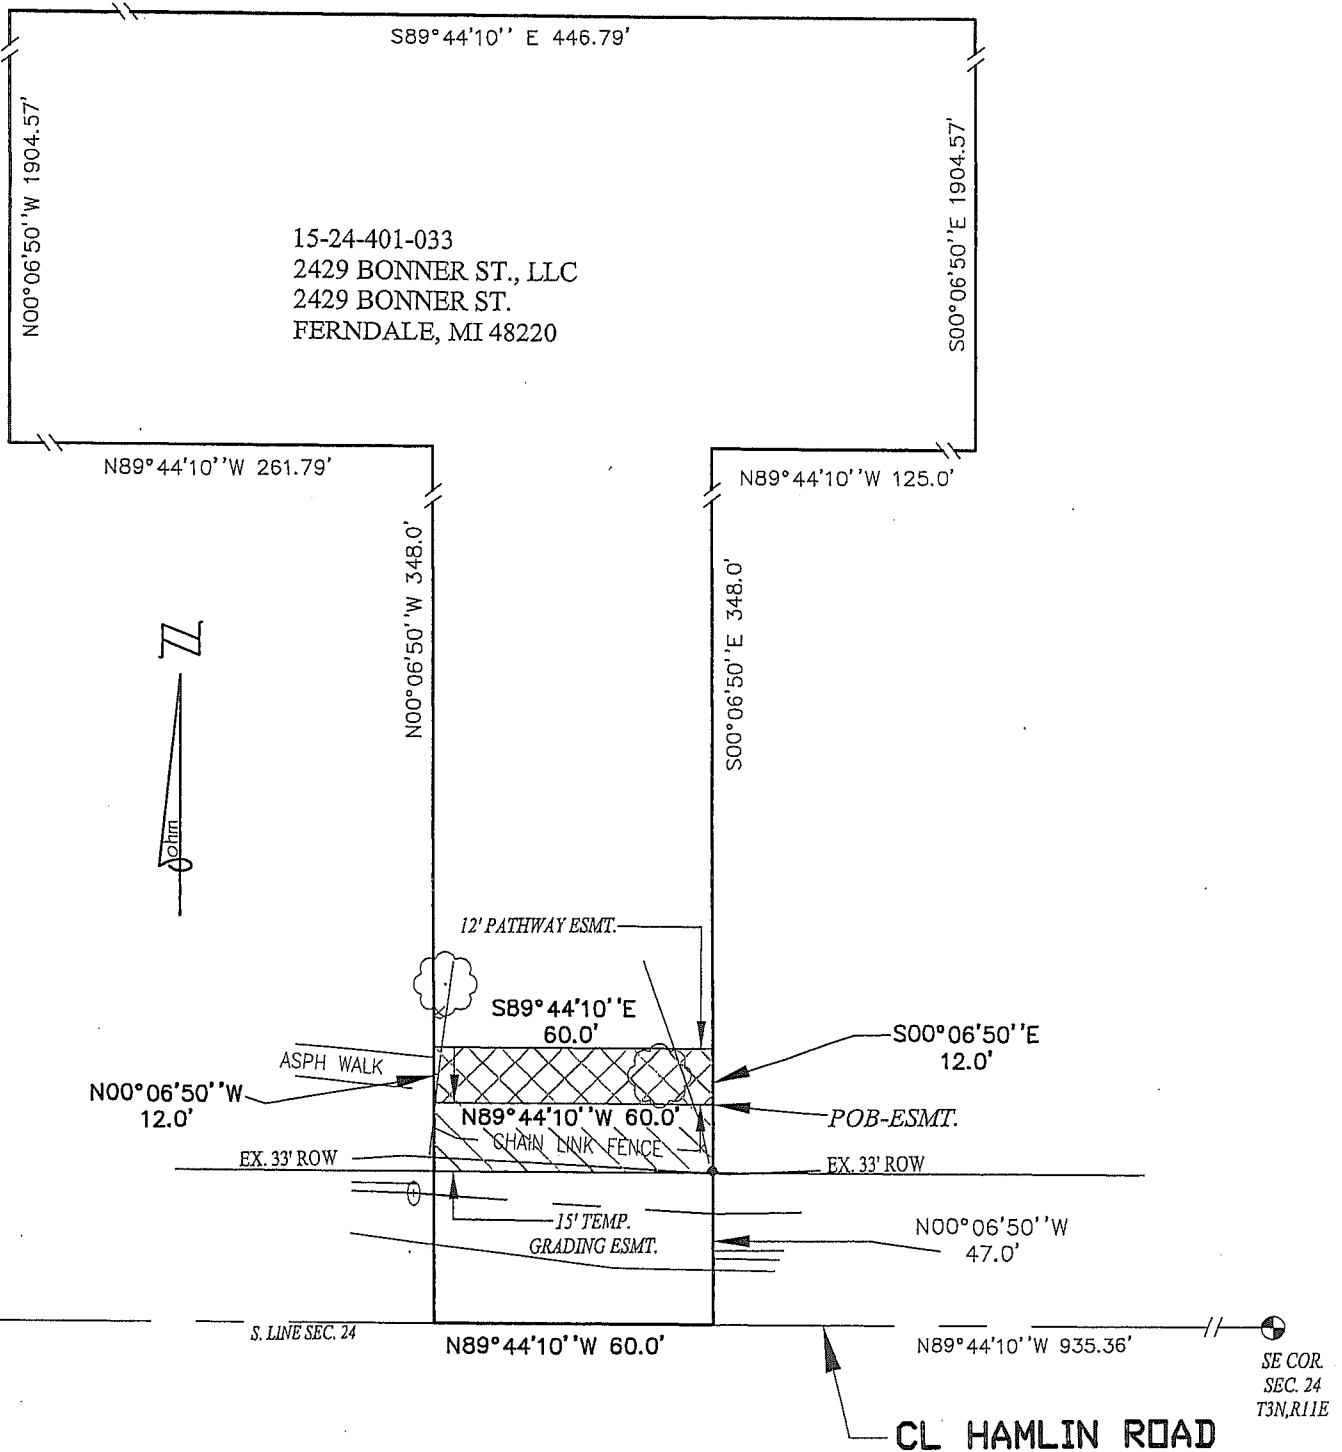 S89°44'10'' E 446.79'
N00°06'50''W 1904.57'
S00°06'50''E 1904.57'
15-24-401-033
2429 BONNER ST., LLC
2429 BONNER ST.
FERNDALE, MI 48220
N89°44'10''W 261.79'
N89°44'10''W 125.0'
N00°06'50''W 348.0'
S00°06'50''E 348.0'
N
ohm
12' PATHWAY ESMT.
S89°44'10''E
60.0'
S00°06'50''E
12.0'
ASPH WALK
N00°06'50''W
12.0'
N89°44'10''W 60.0'
POB-ESMT.
CHAIN LINK FENCE
EX. 33' ROW
EX. 33' ROW
15' TEMP.
GRADING ESMT.
N00°06'50''W
47.0'
S. LINE SEC. 24
N89°44'10''W 60.0'
N89°44'10''W 935.36'
SE COR.
SEC. 24
T3N,R11E
CL HAMLIN ROAD